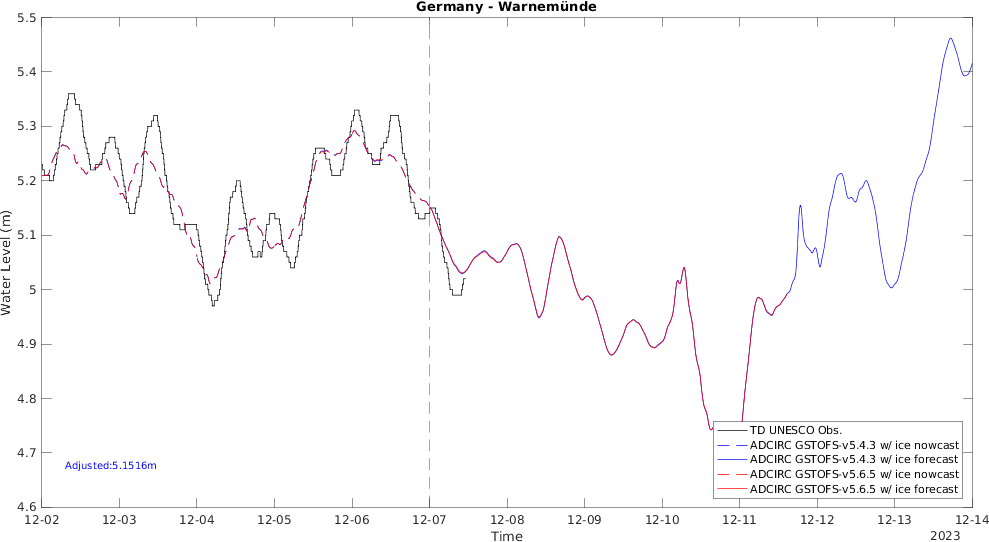 Germany - Warnemünde
5.5
5.4
5.3
5.2
5.1
5
4.9
4.8
4.7
4.6
Water Level (m)
Adjusted:5.1516m
TD UNESCO Obs.
ADCIRC GSTOFS-v5.4.3 w/ ice nowcast
ADCIRC GSTOFS-v5.4.3 w/ ice forecast
ADCIRC GSTOFS-v5.6.5 w/ ice nowcast
ADCIRC GSTOFS-v5.6.5 w/ ice forecast
12-02 12-03 12-04 12-05 12-06 12-07 12-08 12-09 12-10 12-11 12-12 12-13 12-14
Time
2023